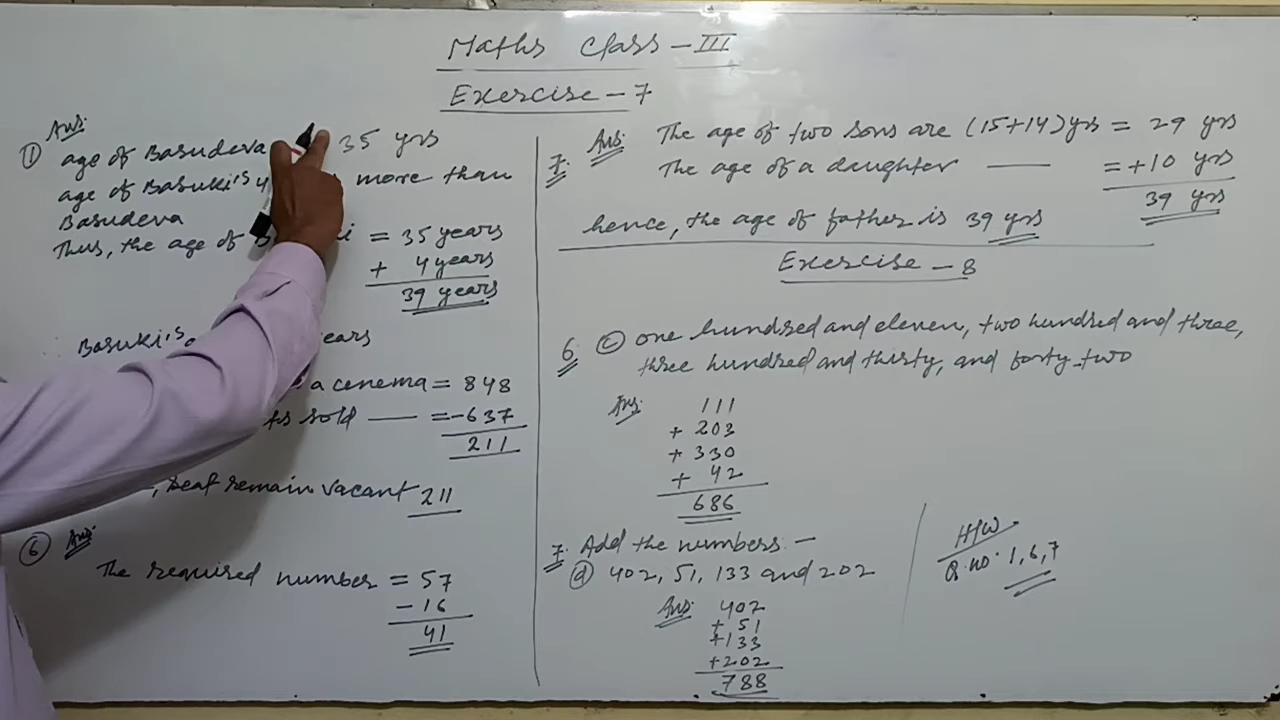 Maths Class - III
Exercise - 7
Ans:
① age of Basudeva 35 yrs
age of Basuki's 4 more than
Basudeva
Thus, the age of = 35 years
+ 4 years
39 years
Basuki's years
a cenema = 848
sold — = -637
211
, seat remain vacant 211
⑥ Ans:
The required number = 57
- 16
41
7. Ans: The age of two sons are (15+14) yrs = 29 yrs
The age of a daughter — = +10 yrs
39 yrs
hence, the age of father is 39 yrs
Exercise - 8
6. © one hundred and eleven, two hundred and three,
three hundred and thirty, and forty-two
Ans: 111
+ 203
+ 330
+ 42
686
7. Add the numbers. -
ⓓ 402, 51, 133 and 202
Ans: 402
+ 51
+133
+202
788
H/W
Q. no. 1, 6, 7